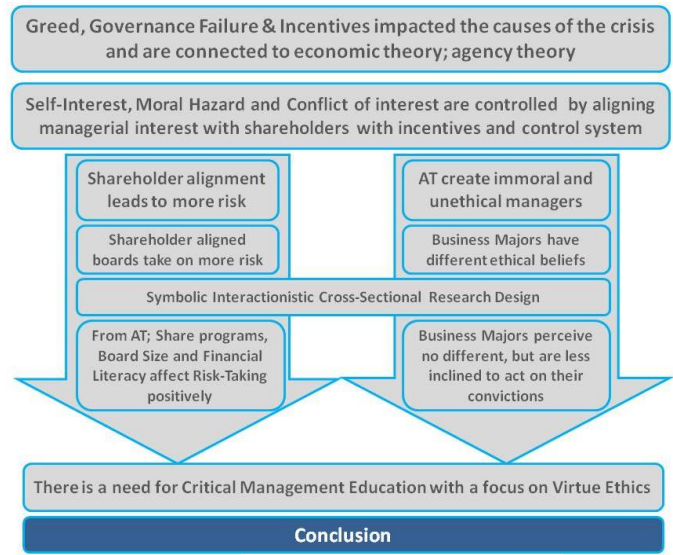 Greed, Governance Failure & Incentives impacted the causes of the crisis
and are connected to economic theory; agency theory
Self-Interest, Moral Hazard and Conflict of interest are controlled by aligning
managerial interest with shareholders with incentives and control system
Shareholder alignment
leads to more risk
Shareholder aligned
boards take on more risk
AT create immoral and
unethical managers
Business Majors have
different ethical beliefs
Symbolic Interactionistic Cross-Sectional Research Design
From AT; Share programs,
Board Size and Financial
Literacy affect Risk-Taking
positively
Business Majors perceive
no different, but are less
inclined to act on their
convictions
There is a need for Critical Management Education with a focus on Virtue Ethics
Conclusion